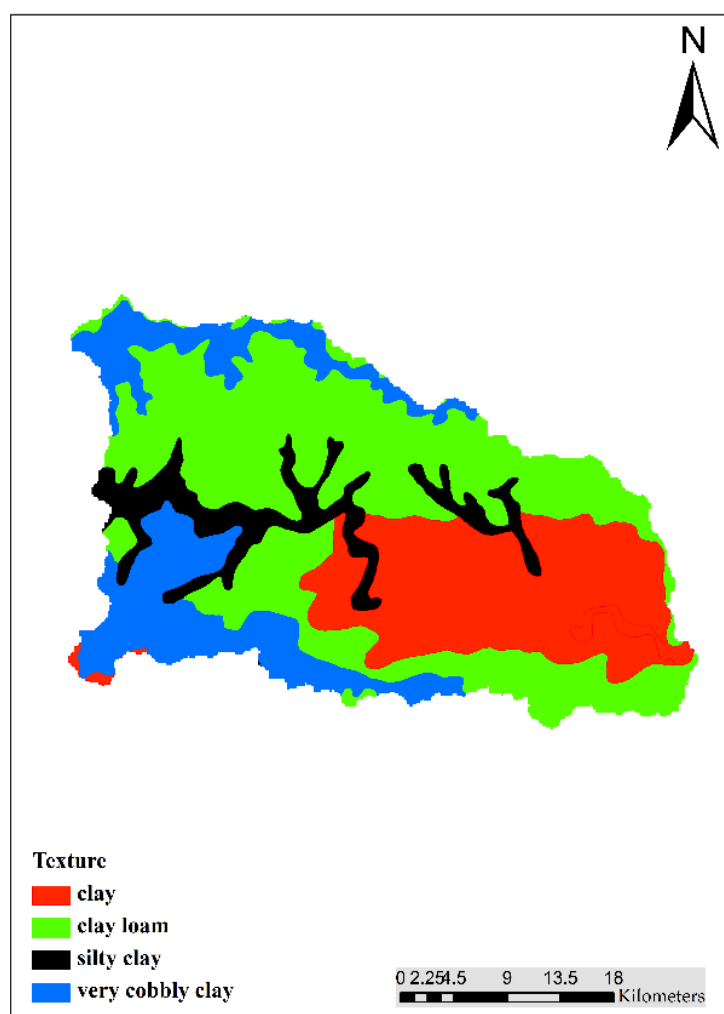 N
Texture
clay
clay loam
silty clay
very cobbly clay
0 2.25 4.5 9 13.5 18
Kilometers